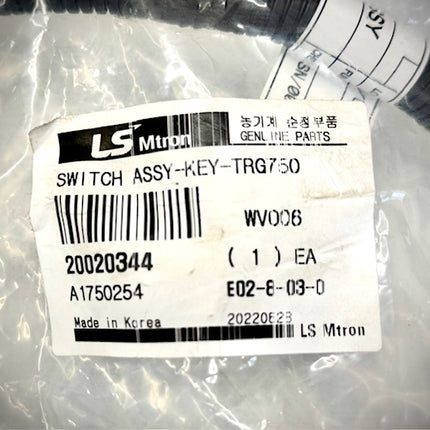 LS Mtron
농기계 순정부품
GENUINE PARTS
SWITCH ASSY-KEY-TRG750
WV006
20020344
( 1 ) EA
A1750254
E02-8-03-0
Made in Korea
20220623
LS Mtron